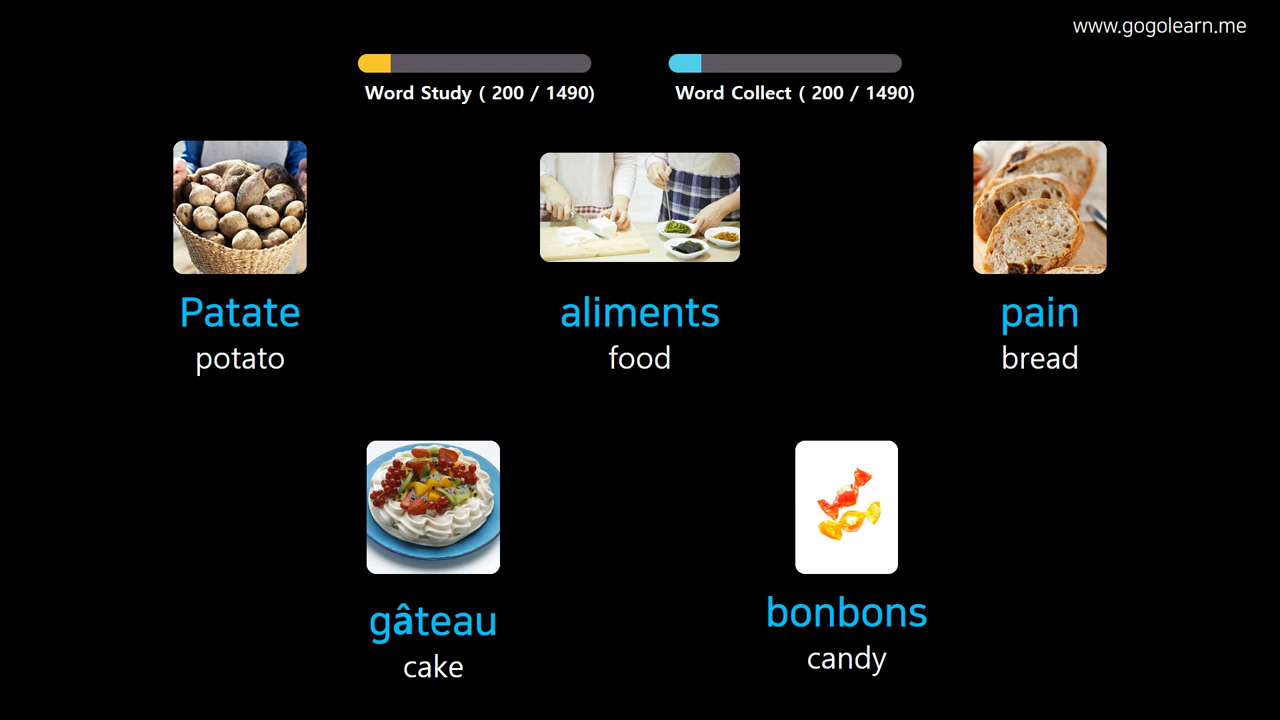 www.gogolearn.me
Word Study ( 200 / 1490)
Word Collect ( 200 / 1490)
Patate
potato
aliments
food
pain
bread
gâteau
cake
bonbons
candy